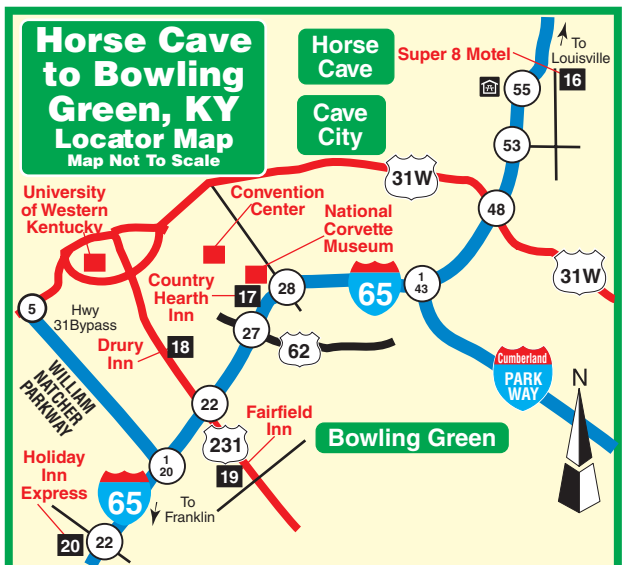 Horse Cave
to Bowling
Green, KY
Locator Map
Map Not To Scale
Horse
Cave
Cave
City
Super 8 Motel
To
Louisville
16
55
53
31W
48
University
of Western
Kentucky
Convention
Center
National
Corvette
Museum
31W
Country
Hearth
Inn
17
28
65
1
43
5
Hwy
31Bypass
27
62
Drury
Inn
18
WILLIAM
NATCHER
PARKWAY
Cumberland
PARK
WAY
N
22
Fairfield
Inn
231
Bowling Green
19
1
20
Holiday
Inn
Express
65
To
Franklin
20
22